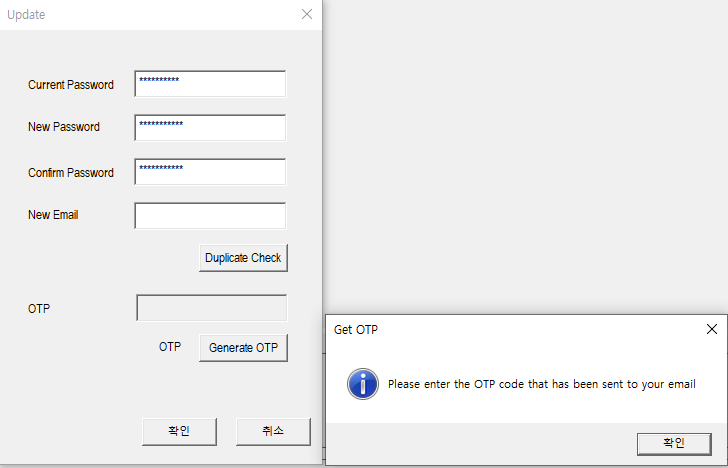 Update
Current Password **********
New Password ***********
Confirm Password ***********
New Email
Duplicate Check
OTP
OTP Generate OTP
확인 취소
Get OTP
Please enter the OTP code that has been sent to your email
확인